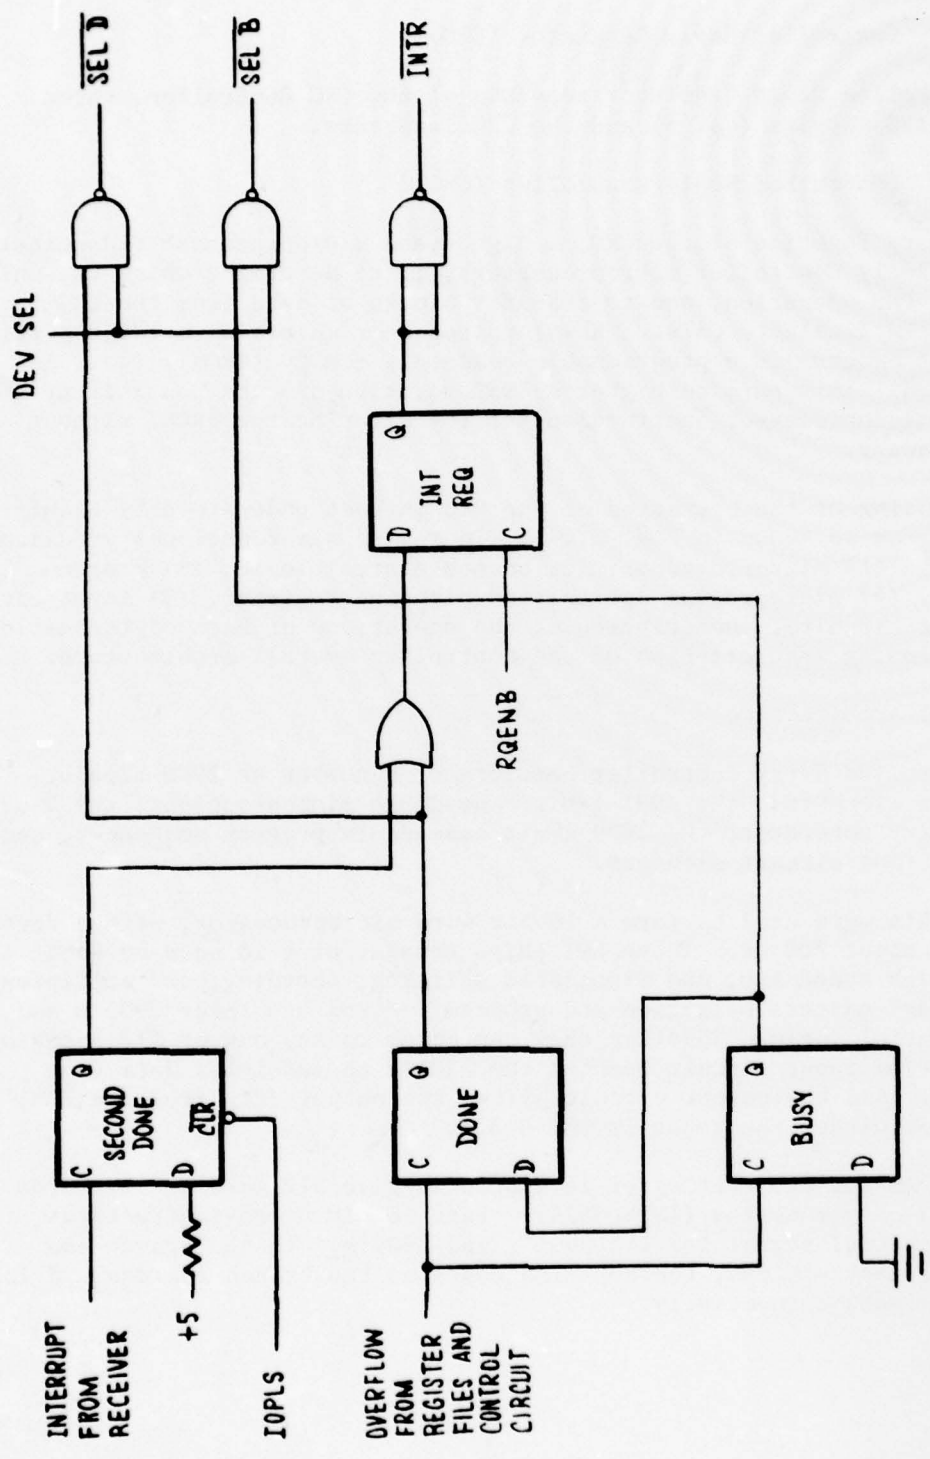 INTERRUPT
FROM
RECEIVER
+5
IOPLS
OVERFLOW
FROM
REGISTER
FILES AND
CONTROL
CIRCUIT
C
Q
SECOND
DONE
D
CLR
C
Q
DONE
D
C
Q
BUSY
D
RQENB
D
Q
INT
REQ
C
DEV SEL
SEL D
SEL B
INTR